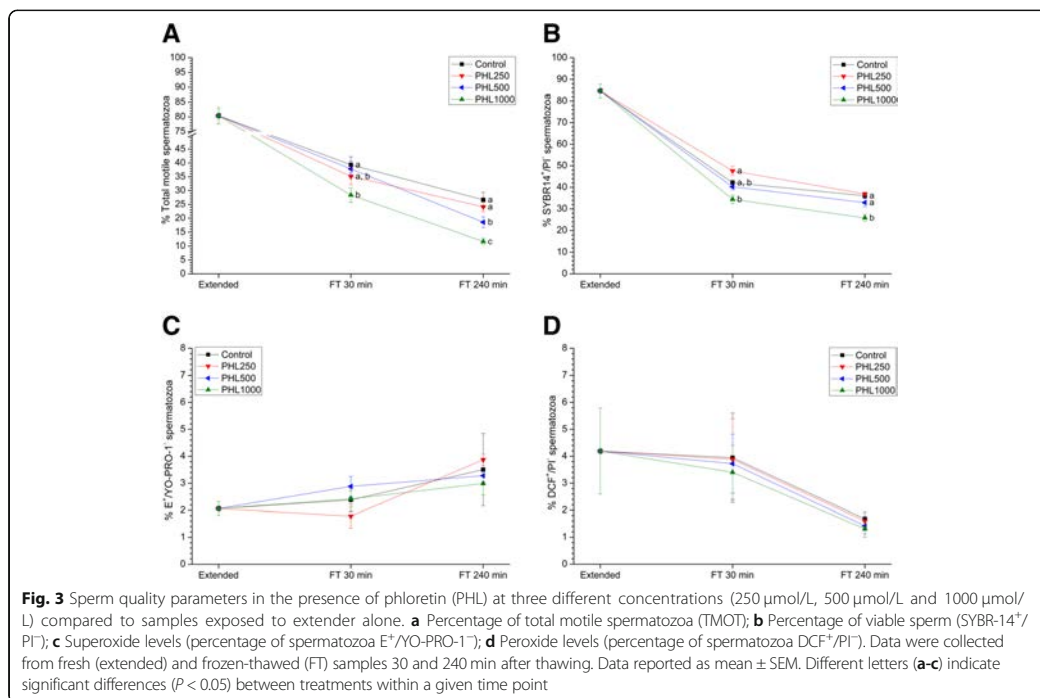 A
Control
PHL250
PHL500
PHL1000
% Total motile spermatozoa
100
95
90
85
80
75
45
40
35
30
25
20
15
10
5
0
a
a, b
b
a
a
b
c
Extended
FT 30 min
FT 240 min
B
Control
PHL250
PHL500
PHL1000
% SYBR14+/PI- spermatozoa
100
90
80
70
60
50
40
30
20
10
0
a
a, b
b
a
a
b
Extended
FT 30 min
FT 240 min
C
Control
PHL250
PHL500
PHL1000
% E+/YO-PRO-1- spermatozoa
8
7
6
5
4
3
2
1
0
Extended
FT 30 min
FT 240 min
D
Control
PHL250
PHL500
PHL1000
% DCF+/PI- spermatozoa
8
7
6
5
4
3
2
1
0
Extended
FT 30 min
FT 240 min
Fig. 3 Sperm quality parameters in the presence of phloretin (PHL) at three different concentrations (250 μmol/L, 500 μmol/L and 1000 μmol/
L) compared to samples exposed to extender alone. a Percentage of total motile spermatozoa (TMOT); b Percentage of viable sperm (SYBR-14⁺/
PI⁻); c Superoxide levels (percentage of spermatozoa E⁺/YO-PRO-1⁻); d Peroxide levels (percentage of spermatozoa DCF⁺/PI⁻). Data were collected
from fresh (extended) and frozen-thawed (FT) samples 30 and 240 min after thawing. Data reported as mean ± SEM. Different letters (a-c) indicate
significant differences (P < 0.05) between treatments within a given time point